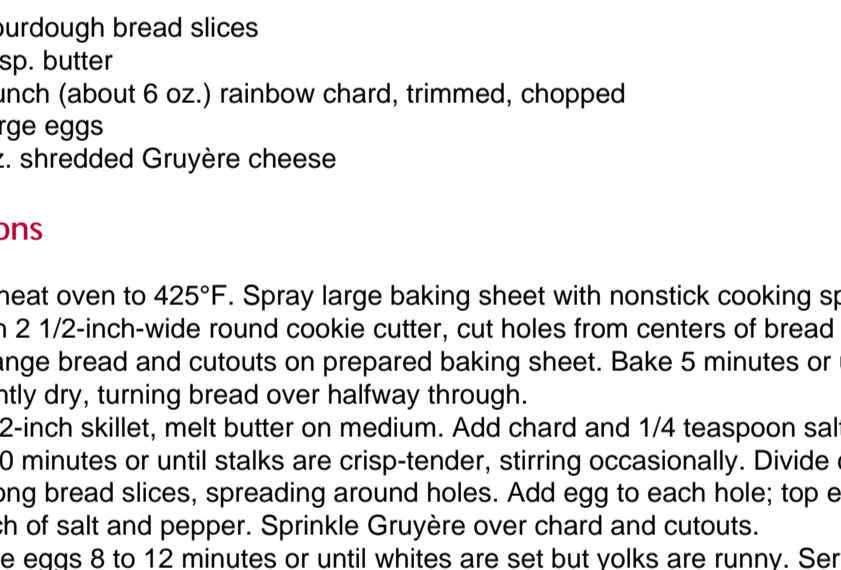 ourdough bread slices
sp. butter
unch (about 6 oz.) rainbow chard, trimmed, chopped
rge eggs
z. shredded Gruyère cheese
ons
heat oven to 425°F. Spray large baking sheet with nonstick cooking sp
n 2 1/2-inch-wide round cookie cutter, cut holes from centers of bread
ange bread and cutouts on prepared baking sheet. Bake 5 minutes or
ntly dry, turning bread over halfway through.
2-inch skillet, melt butter on medium. Add chard and 1/4 teaspoon sal
0 minutes or until stalks are crisp-tender, stirring occasionally. Divide
ong bread slices, spreading around holes. Add egg to each hole; top e
ch of salt and pepper. Sprinkle Gruyère over chard and cutouts.
e eggs 8 to 12 minutes or until whites are set but yolks are runny. Ser